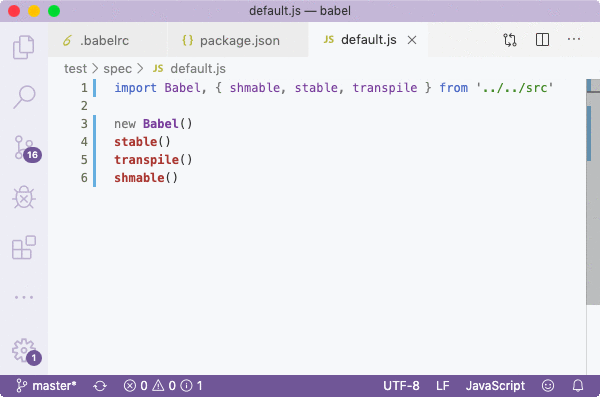 default.js — babel
.babelrc
package.json
JS default.js
test > spec > JS default.js
1 import Babel, { shmable, stable, transpile } from '../../src'
2
3 new Babel()
4 stable()
5 transpile()
6 shmable()
16
1
master* 0 0 1 UTF-8 LF JavaScript